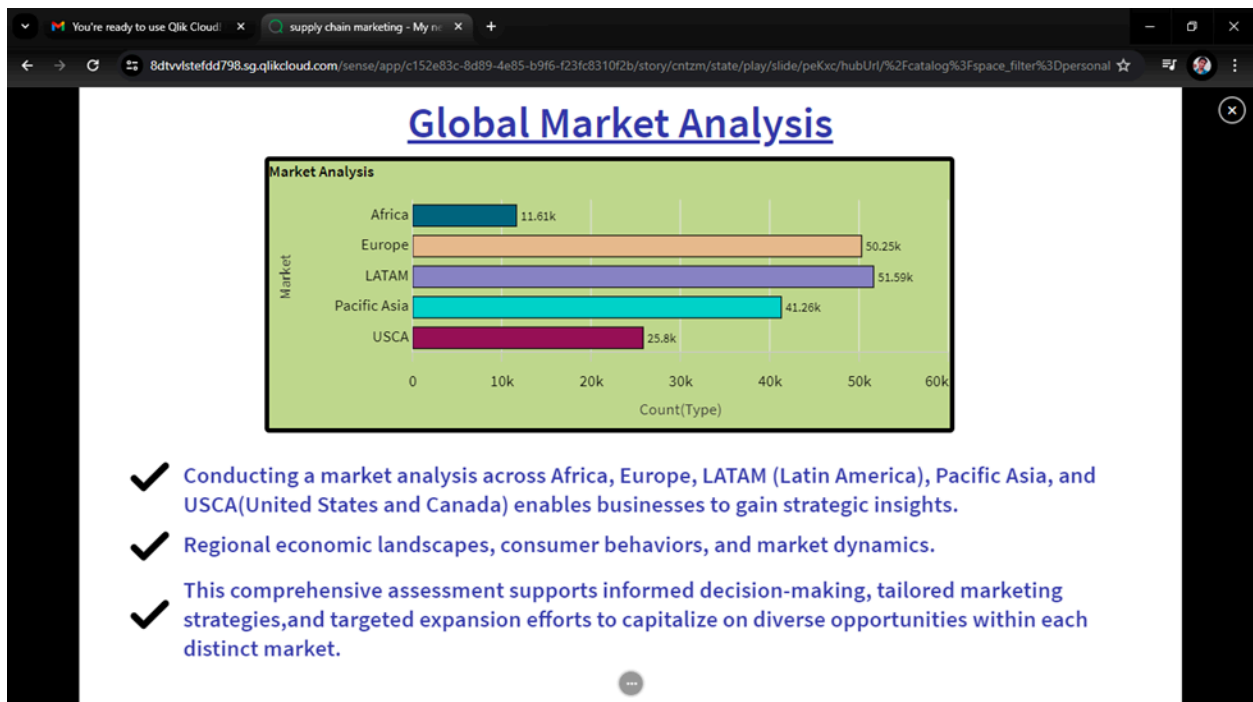 You're ready to use Qlik Cloud!
supply chain marketing - My ne
8dtvvlstefdd798.sg.qlikcloud.com/sense/app/c152e83c-8d89-4e85-b9f6-f23fc8310f2b/story/cntzm/state/play/slide/peKxc/hubUrl/%2Fcatalog%3Fspace_filter%3Dpersonal
Global Market Analysis
Market Analysis
Market
Africa 11.61k
Europe 50.25k
LATAM 51.59k
Pacific Asia 41.26k
USCA 25.8k
0 10k 20k 30k 40k 50k 60k
Count(Type)
Conducting a market analysis across Africa, Europe, LATAM (Latin America), Pacific Asia, and
USCA(United States and Canada) enables businesses to gain strategic insights.
Regional economic landscapes, consumer behaviors, and market dynamics.
This comprehensive assessment supports informed decision-making, tailored marketing
strategies,and targeted expansion efforts to capitalize on diverse opportunities within each
distinct market.